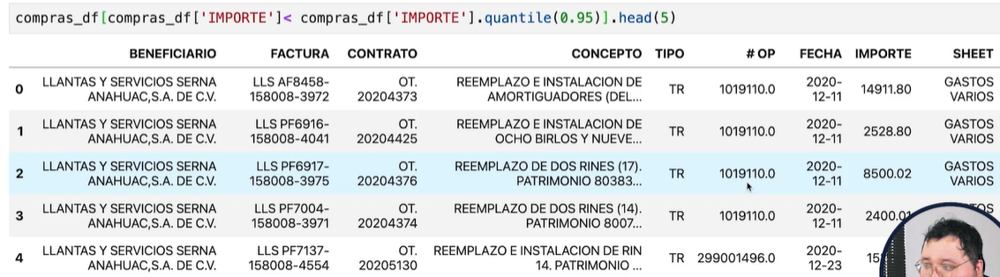 compras_df[compras_df['IMPORTE']< compras_df['IMPORTE'].quantile(0.95)].head(5)
BENEFICIARIO FACTURA CONTRATO CONCEPTO TIPO # OP FECHA IMPORTE SHEET
LLANTAS Y SERVICIOS SERNA LLS AF8458- OT. REEMPLAZO E INSTALACION DE 2020- GASTOS
0 TR 1019110.0 14911.80
ANAHUAC,S.A. DE C.V. 158008-3972 20204373 AMORTIGUADORES (DEL... 12-11 VARIOS
LLANTAS Y SERVICIOS SERNA LLS PF6916- OT. REEMPLAZO E INSTALACION DE 2020- GASTOS
1 TR 1019110.0 2528.80
ANAHUAC,S.A. DE C.V. 158008-4041 20204425 OCHO BIRLOS Y NUEVE... 12-11 VARIOS
LLANTAS Y SERVICIOS SERNA LLS PF6917- OT. REEMPLAZO DE DOS RINES (17). 2020- GASTOS
2 TR 1019110.0 8500.02
ANAHUAC,S.A. DE C.V. 158008-3975 20204376 PATRIMONIO 80383... 12-11 VARIOS
LLANTAS Y SERVICIOS SERNA LLS PF7004- OT. REEMPLAZO DE DOS RINES (14). 2020-
3 TR 1019110.0
ANAHUAC,S.A. DE C.V. 158008-3971 20204374 PATRIMONIO 8007... 12-11
LLANTAS Y SERVICIOS SERNA LLS PF7137- OT. REEMPLAZO E INSTALACION DE RIN 2020-
4 TR 299001496.0
ANAHUAC,S.A. DE C.V. 158008-4554 20205130 14. PATRIMONIO ... 12-23